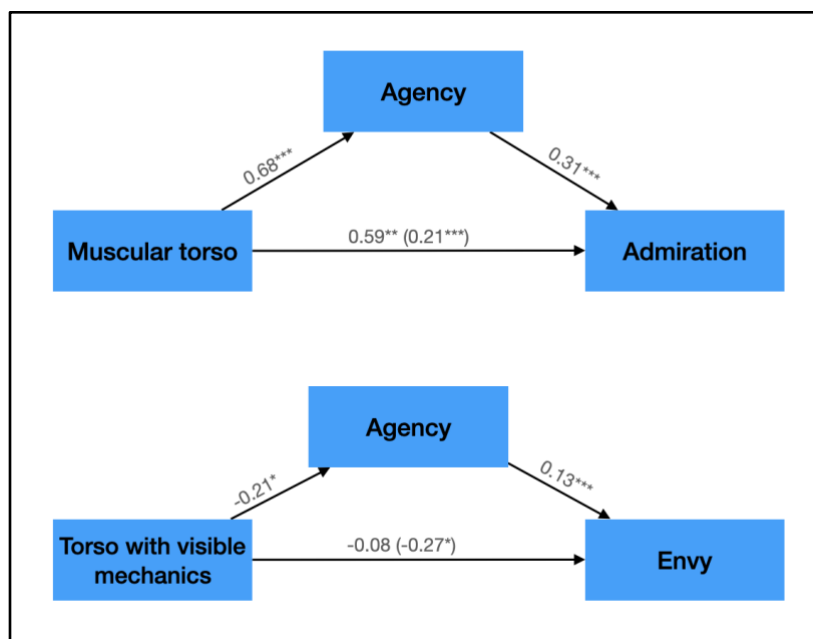 Agency
0.68***
0.31***
Muscular torso
0.59** (0.21***)
Admiration
Agency
-0.21*
0.13***
Torso with visible
mechanics
-0.08 (-0.27*)
Envy